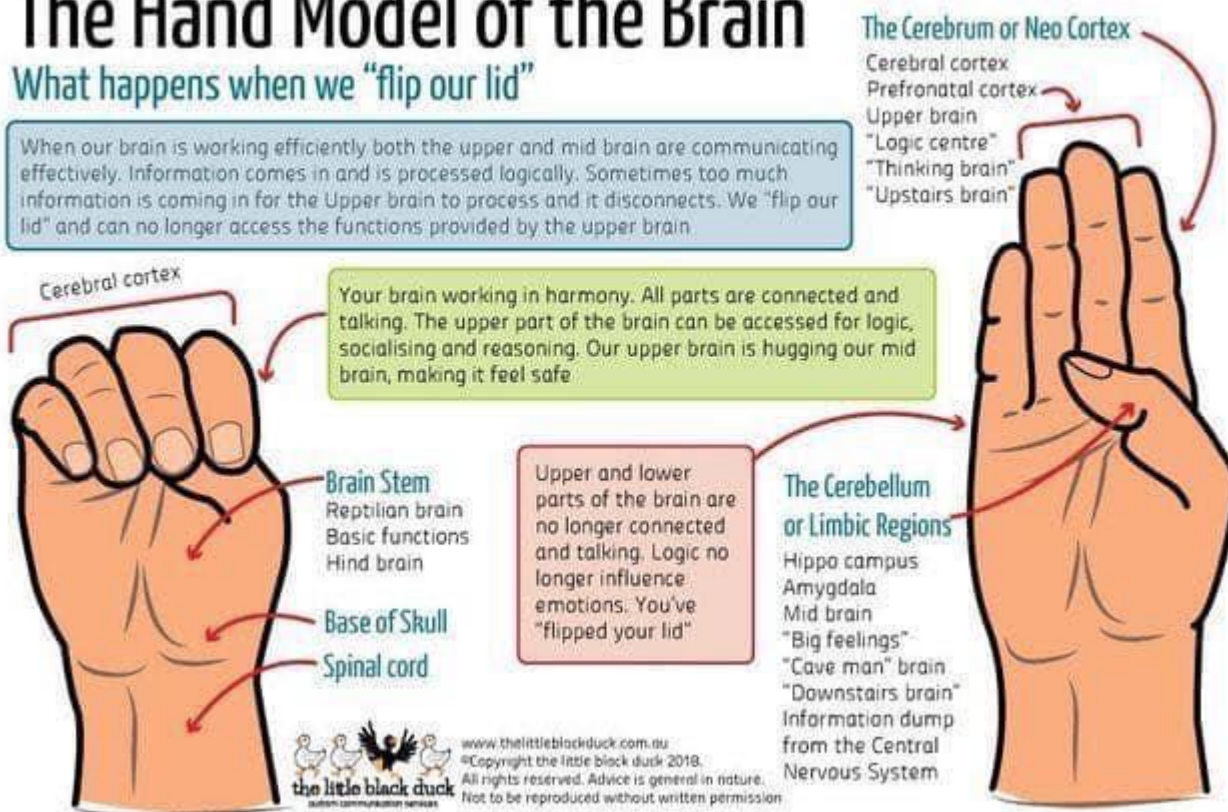 The Hand Model of the Brain
What happens when we “flip our lid”
When our brain is working efficiently both the upper and mid brain are communicating
effectively. Information comes in and is processed logically. Sometimes too much
information is coming in for the Upper brain to process and it disconnects. We “flip our
lid” and can no longer access the functions provided by the upper brain
The Cerebrum or Neo Cortex
Cerebral cortex
Prefronatal cortex
Upper brain
"Logic centre"
"Thinking brain"
"Upstairs brain"
Cerebral cortex
Your brain working in harmony. All parts are connected and
talking. The upper part of the brain can be accessed for logic,
socialising and reasoning. Our upper brain is hugging our mid
brain, making it feel safe
Brain Stem
Reptilian brain
Basic functions
Hind brain
Base of Skull
Spinal cord
Upper and lower
parts of the brain are
no longer connected
and talking. Logic no
longer influence
emotions. You’ve
“flipped your lid”
The Cerebellum
or Limbic Regions
Hippo campus
Amygdala
Mid brain
"Big feelings"
"Cave man" brain
"Downstairs brain"
Information dump
from the Central
Nervous System
the little black duck
autism communication services
www.thelittleblackduck.com.au
©Copyright the little black duck 2018.
All rights reserved. Advice is general in nature.
Not to be reproduced without written permission